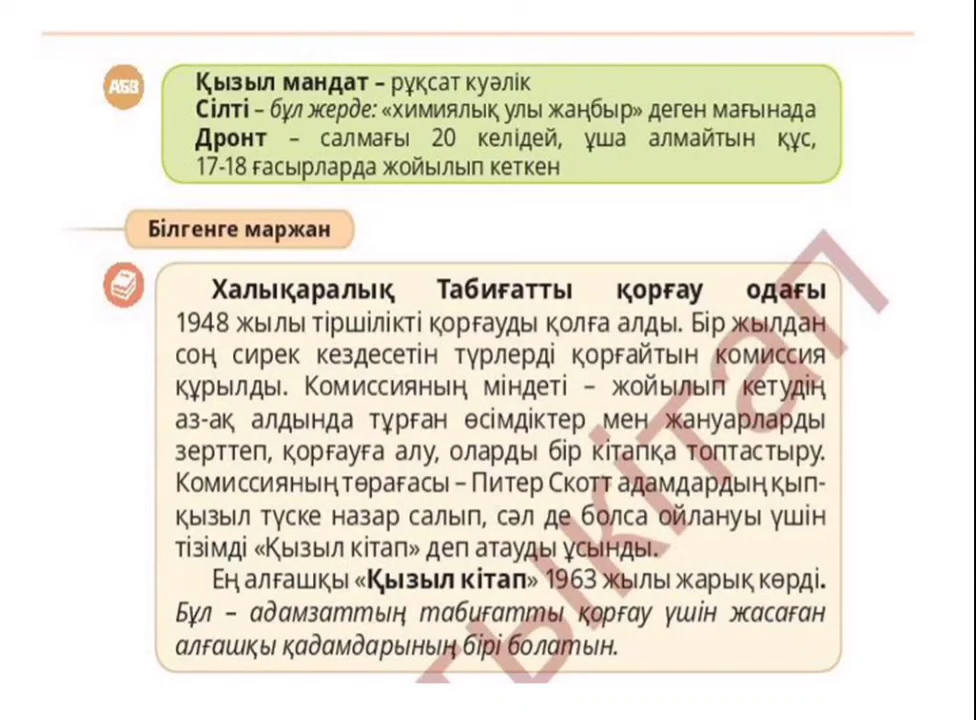 АБВ
Қызыл мандат – рұқсат куәлік
Сілті – бұл жерде: «химиялық улы жаңбыр» деген мағынада
Дронт – салмағы 20 келідей, ұша алмайтын құс,
17-18 ғасырларда жойылып кеткен
Білгенге маржан
Халықаралық Табиғатты қорғау одағы
1948 жылы тіршілікті қорғауды қолға алды. Бір жылдан
соң сирек кездесетін түрлерді қорғайтын комиссия
құрылды. Комиссияның міндеті – жойылып кетудің
аз-ақ алдында тұрған өсімдіктер мен жануарларды
зерттеп, қорғауға алу, оларды бір кітапқа топтастыру.
Комиссияның төрағасы – Питер Скотт адамдардың қып-
қызыл түске назар салып, сәл де болса ойлануы үшін
тізімді «Қызыл кітап» деп атауды ұсынды.
Ең алғашқы «Қызыл кітап» 1963 жылы жарық көрді.
Бұл – адамзаттың табиғатты қорғау үшін жасаған
алғашқы қадамдарының бірі болатын.